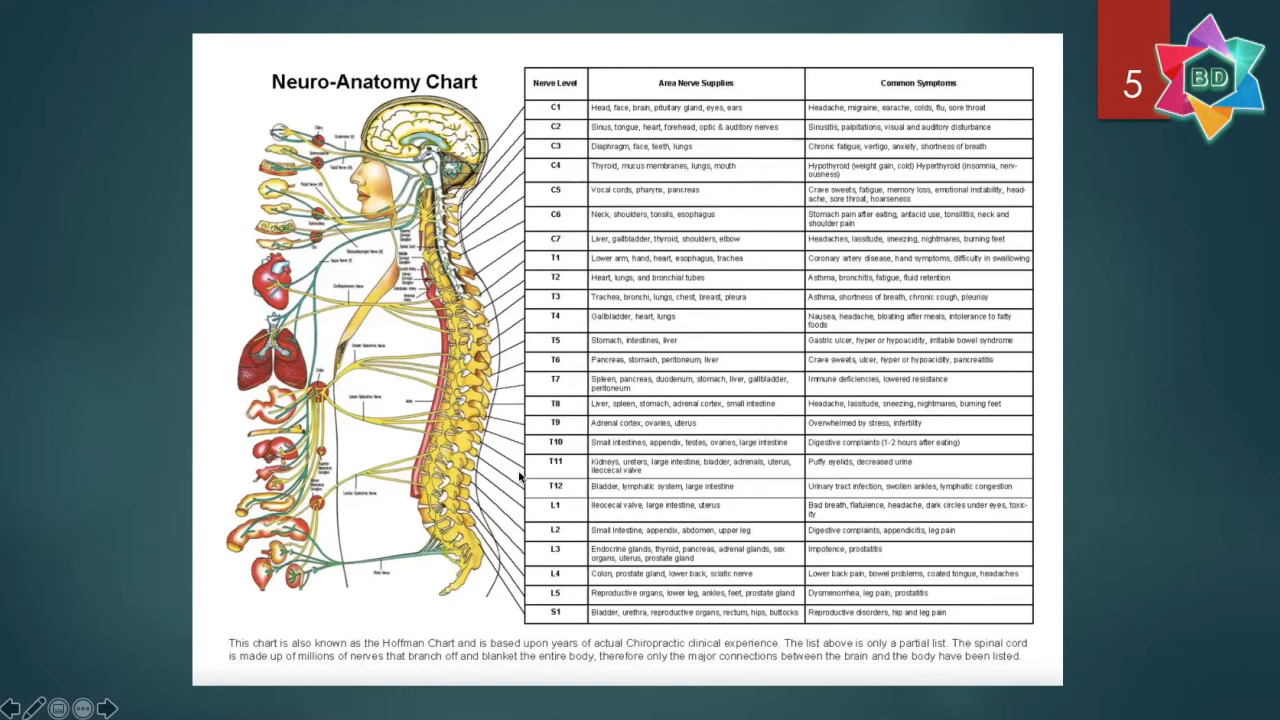 5
BD
Neuro-Anatomy Chart
Nerve Level Area Nerve Supplies Common Symptoms
C1 Head, face, brain, pituitary gland, eyes, ears Headache, migraine, earache, colds, flu, sore throat
C2 Sinus, tongue, heart, forehead, optic & auditory nerves Sinusitis, palpitations, visual and auditory disturbance
C3 Diaphragm, face, teeth, lungs Chronic fatigue, vertigo, anxiety, shortness of breath
C4 Thyroid, mucus membranes, lungs, mouth Hypothyroid (weight gain, cold) Hyperthyroid (insomnia, nerv-
ousness)
C5 Vocal cords, pharynx, pancreas Crave sweets, fatigue, memory loss, emotional instability, head-
ache, sore throat, hoarseness
C6 Neck, shoulders, tonsils, esophagus Stomach pain after eating, antacid use, tonsillitis, neck and
shoulder pain
C7 Liver, gallbladder, thyroid, shoulders, elbow Headaches, lassitude, sneezing, nightmares, burning feet
T1 Lower arm, hand, heart, esophagus, trachea Coronary artery disease, hand symptoms, difficulty in swallowing
T2 Heart, lungs, and bronchial tubes Asthma, bronchitis, fatigue, fluid retention
T3 Trachea, bronchi, lungs, chest, breast, pleura Asthma, shortness of breath, chronic cough, pleurisy
T4 Gallbladder, heart, lungs Nausea, headache, bloating after meals, intolerance to fatty
foods
T5 Stomach, intestines, liver Gastric ulcer, hyper or hypoacidity, irritable bowel syndrome
T6 Pancreas, stomach, peritoneum, liver Crave sweets, ulcer, hyper or hypoacidity, pancreatitis
T7 Spleen, pancreas, duodenum, stomach, liver, gallbladder, Immune deficiencies, lowered resistance
peritoneum
T8 Liver, spleen, stomach, adrenal cortex, small intestine Headache, lassitude, sneezing, nightmares, burning feet
T9 Adrenal cortex, ovaries, uterus Overwhelmed by stress, infertility
T10 Small intestines, appendix, testes, ovaries, large intestine Digestive complaints (1-2 hours after eating)
T11 Kidneys, ureters, large intestine, bladder, adrenals, uterus, Puffy eyelids, decreased urine
ileocecal valve
T12 Bladder, lymphatic system, large intestine Urinary tract infection, swollen ankles, lymphatic congestion
L1 Ileocecal valve, large intestine, uterus Bad breath, flatulence, headache, dark circles under eyes, toxic-
ity
L2 Small Intestine, appendix, abdomen, upper leg Digestive complaints, appendicitis, leg pain
L3 Endocrine glands, thyroid, pancreas, adrenal glands, sex Impotence, prostatitis
organs, uterus, prostate gland
L4 Colon, prostate gland, lower back, sciatic nerve Lower back pain, bowel problems, coated tongue, headaches
L5 Reproductive organs, lower leg, ankles, feet, prostate gland Dysmenorrhea, leg pain, prostatitis
S1 Bladder, urethra, reproductive organs, rectum, hips, buttocks Reproductive disorders, hip and leg pain
This chart is also known as the Hoffman Chart and is based upon years of actual Chiropractic clinical experience. The list above is only a partial list. The spinal cord
is made up of millions of nerves that branch off and blanket the entire body, therefore only the major connections between the brain and the body have been listed.